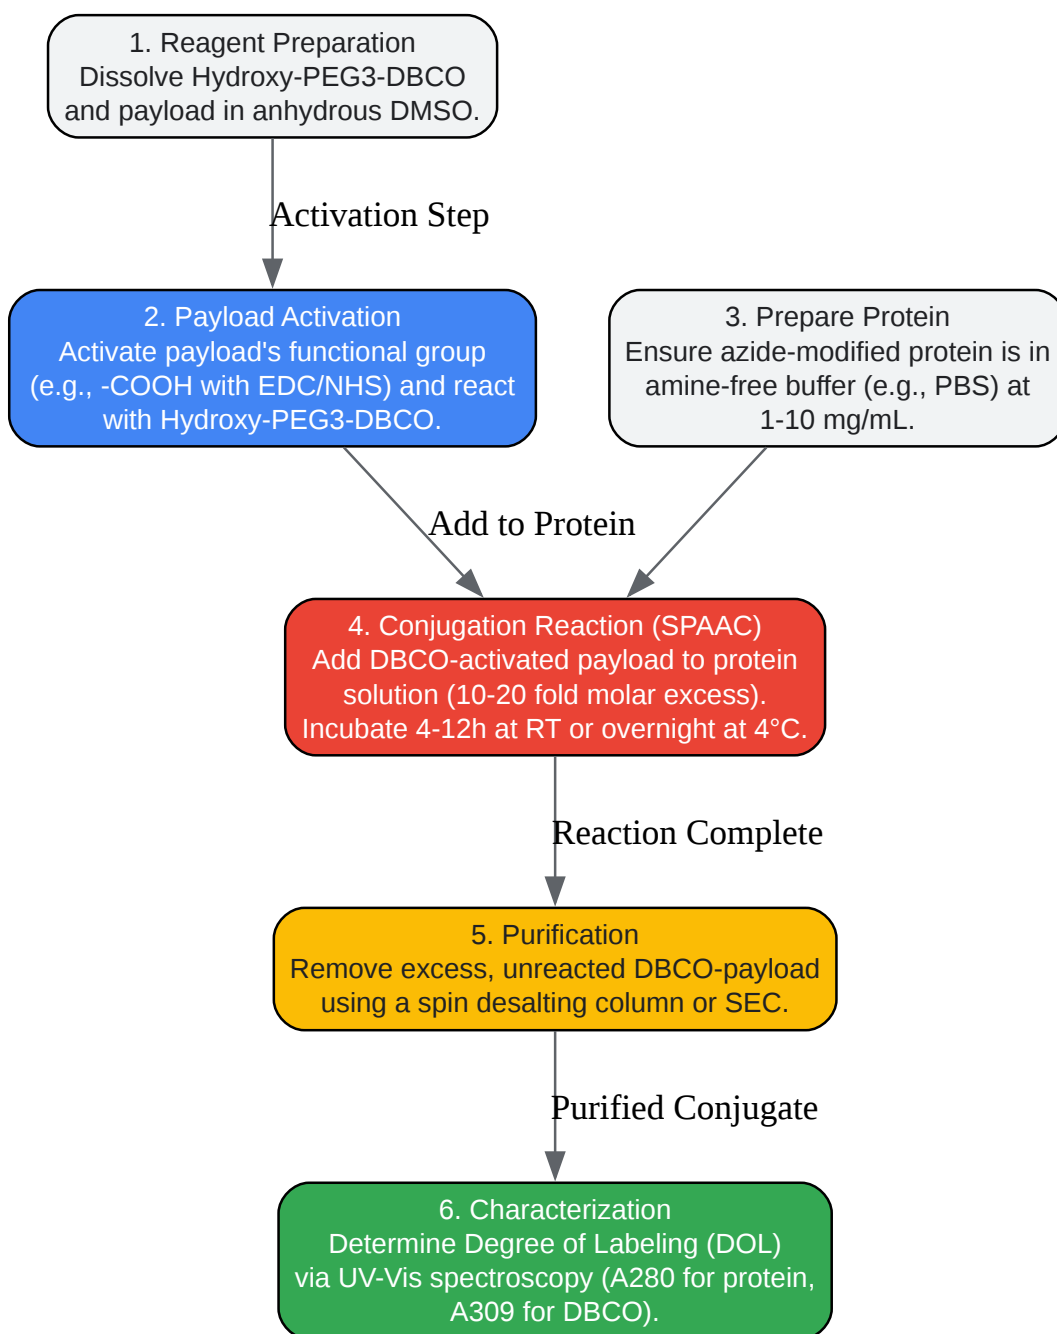 1. Reagent Preparation
Dissolve Hydroxy-PEG3-DBCO
and payload in anhydrous DMSO.
Activation Step
2. Payload Activation
Activate payload's functional group
(e.g., -COOH with EDC/NHS) and react
with Hydroxy-PEG3-DBCO.
3. Prepare Protein
Ensure azide-modified protein is in
amine-free buffer (e.g., PBS) at
1-10 mg/mL.
Add to Protein
4. Conjugation Reaction (SPAAC)
Add DBCO-activated payload to protein
solution (10-20 fold molar excess).
Incubate 4-12h at RT or overnight at 4°C.
Reaction Complete
5. Purification
Remove excess, unreacted DBCO-payload
using a spin desalting column or SEC.
Purified Conjugate
6. Characterization
Determine Degree of Labeling (DOL)
via UV-Vis spectroscopy (A280 for protein,
A309 for DBCO).